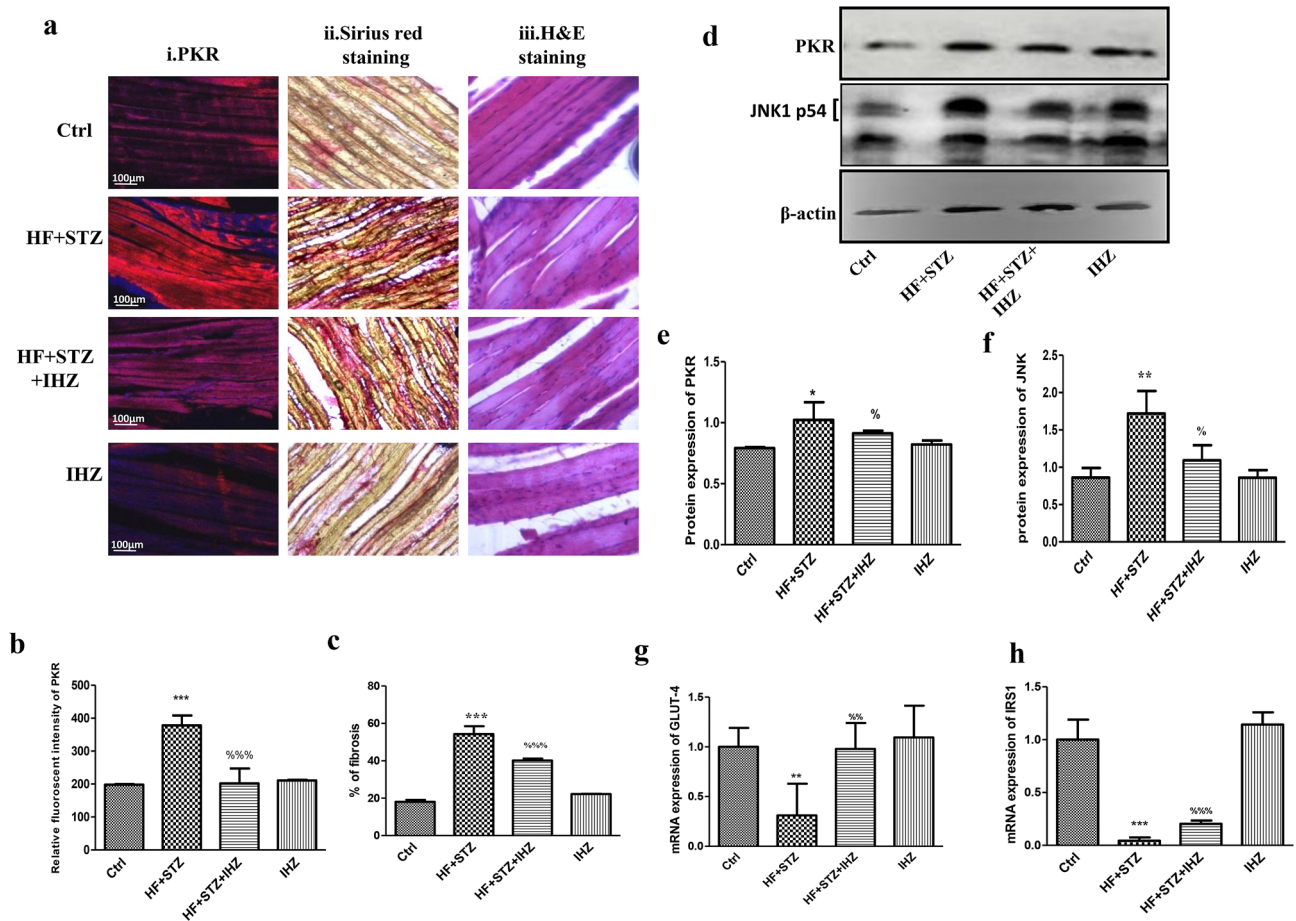 a
i.PKR
ii.Sirius red
staining
iii.H&E
staining
Ctrl
100μm
HF+STZ
100μm
HF+STZ
+IHZ
100μm
IHZ
100μm
d
PKR
JNK1 p54
β-actin
Ctrl
HF+STZ
HF+STZ+
IHZ
IHZ
e
Protein expression of PKR
1.5
1.0
0.5
0.0
*
%
Ctrl
HF+STZ
HF+STZ+IHZ
IHZ
f
protein expression of JNK
2.5
2.0
1.5
1.0
0.5
0.0
**
%
Ctrl
HF+STZ
HF+STZ+IHZ
IHZ
b
Relative fluoroscent intensity of PKR
500
400
300
200
100
0
***
%%%
Ctrl
HF+STZ
HF+STZ+IHZ
IHZ
c
% of fibrosis
80
60
40
20
0
***
%%%
Ctrl
HF+STZ
HF+STZ+IHZ
IHZ
g
mRNA expression of GLUT-4
1.5
1.0
0.5
0.0
**
%%
Ctrl
HF+STZ
HF+STZ+IHZ
IHZ
h
mRNA expression of IRS1
1.5
1.0
0.5
0.0
***
%%%
Ctrl
HF+STZ
HF+STZ+IHZ
IHZ